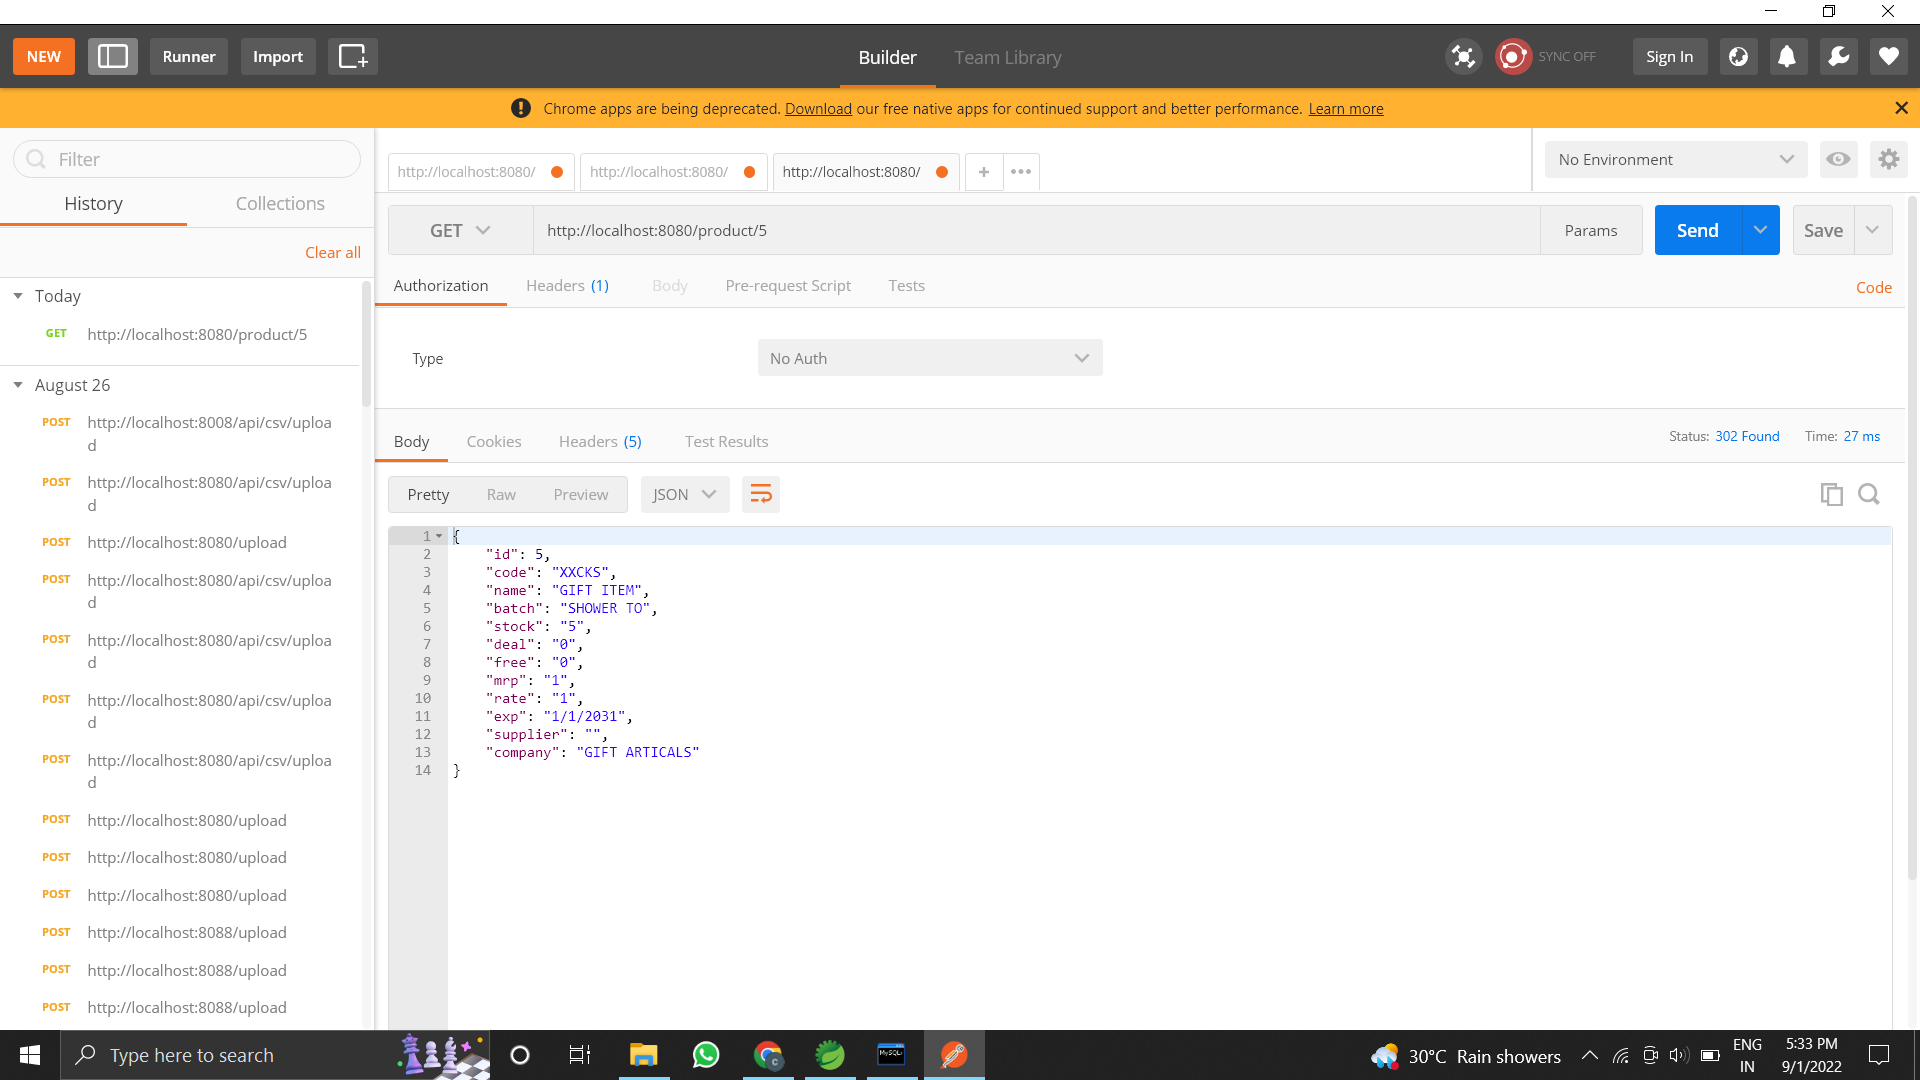 NEW
Runner
Import
Builder
Team Library
SYNC OFF
Sign In
Chrome apps are being deprecated. Download our free native apps for continued support and better performance. Learn more
Filter
History
Collections
Clear all
Today
GET http://localhost:8080/product/5
August 26
POST http://localhost:8008/api/csv/uploa
d
POST http://localhost:8080/api/csv/uploa
d
POST http://localhost:8080/upload
POST http://localhost:8080/api/csv/uploa
d
POST http://localhost:8080/api/csv/uploa
d
POST http://localhost:8080/api/csv/uploa
d
POST http://localhost:8080/api/csv/uploa
d
POST http://localhost:8080/upload
POST http://localhost:8080/upload
POST http://localhost:8080/upload
POST http://localhost:8088/upload
POST http://localhost:8088/upload
POST http://localhost:8088/upload
http://localhost:8080/
http://localhost:8080/
http://localhost:8080/
No Environment
GET
http://localhost:8080/product/5
Params
Send
Save
Authorization
Headers (1)
Body
Pre-request Script
Tests
Code
Type
No Auth
Body
Cookies
Headers (5)
Test Results
Status: 302 Found
Time: 27 ms
Pretty
Raw
Preview
JSON
1 {
2 "id": 5,
3 "code": "XXCKS",
4 "name": "GIFT ITEM",
5 "batch": "SHOWER TO",
6 "stock": "5",
7 "deal": "0",
8 "free": "0",
9 "mrp": "1",
10 "rate": "1",
11 "exp": "1/1/2031",
12 "supplier": "",
13 "company": "GIFT ARTICALS"
14 }
Type here to search
MySQL
30°C Rain showers
ENG
IN
5:33 PM
9/1/2022